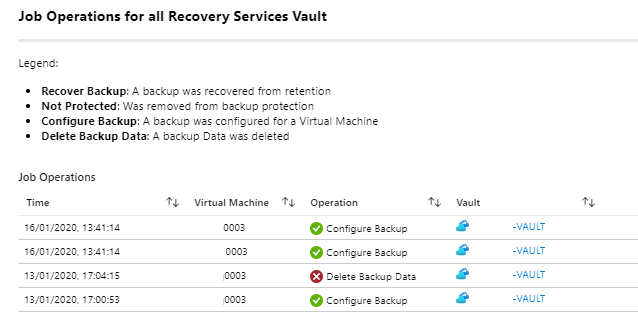 Job Operations for all Recovery Services Vault
Legend:
• Recover Backup: A backup was recovered from retention
• Not Protected: Was removed from backup protection
• Configure Backup: A backup was configured for a Virtual Machine
• Delete Backup Data: A backup Data was deleted
Job Operations
Time ↑↓ Virtual Machine ↑↓ Operation ↑↓ Vault ↑↓
16/01/2020, 13:41:14 0003 Configure Backup -VAULT
16/01/2020, 13:41:14 0003 Configure Backup -VAULT
13/01/2020, 17:04:15 0003 Delete Backup Data -VAULT
13/01/2020, 17:00:53 0003 Configure Backup -VAULT